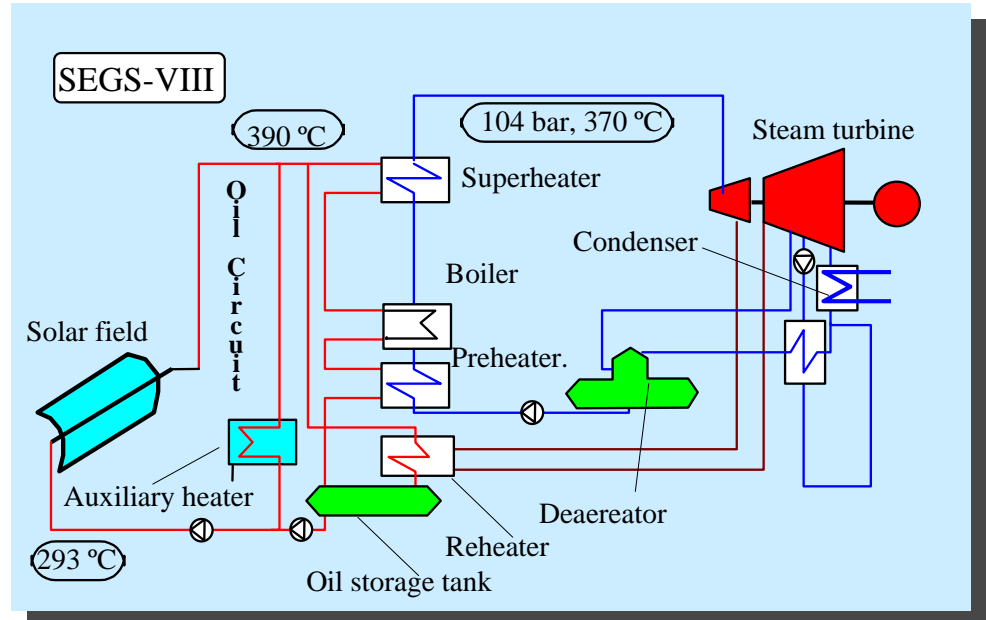 SEGS-VIII
390 ºC
104 bar, 370 ºC
Steam turbine
Superheater
Oil Circuit
Condenser
Boiler
Solar field
Preheater.
Auxiliary heater
Deaereator
Reheater
293 ºC
Oil storage tank